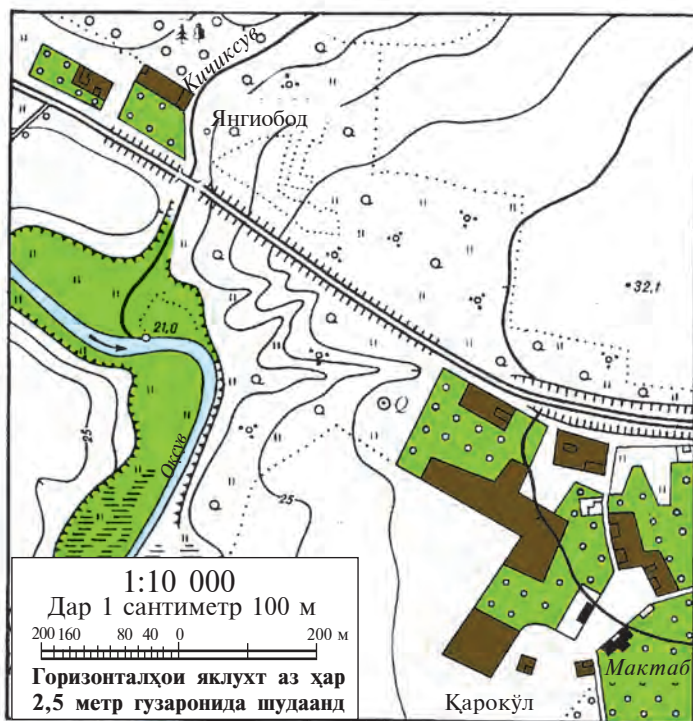 Кичиксув
Янгиобод
32,1
21,0
Q
25
Оқсув
25
1:10 000
Дар 1 сантиметр 100 м
200 160 80 40 0 200 м
Горизонталҳои яклухт аз ҳар
2,5 метр гузаронида шудаанд
Мактаб
Қарокӯл